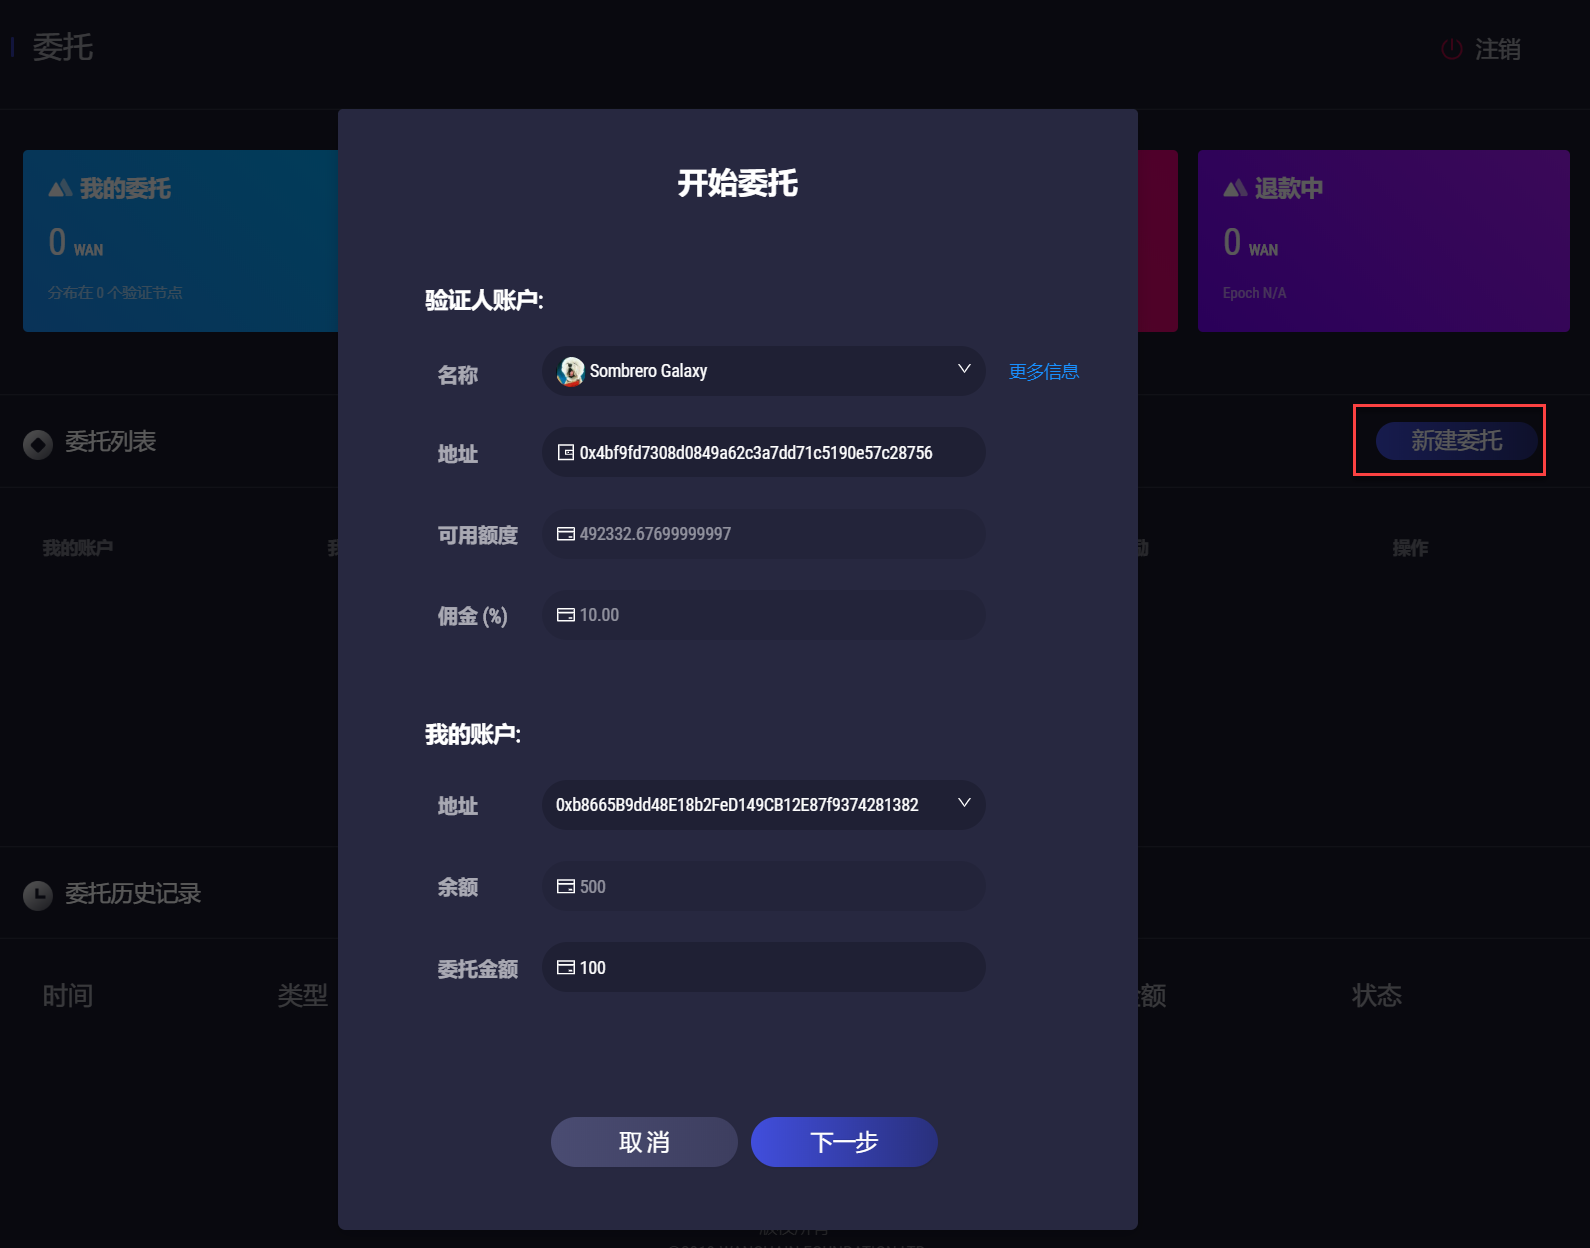 委托
注销
我的委托
0 WAN
分布在 0 个验证节点
退款中
0 WAN
Epoch N/A
委托列表
新建委托
我的账户
操作
委托历史记录
时间
类型
额
状态
开始委托
验证人账户:
名称
Sombrero Galaxy
更多信息
地址
0x4bf9fd7308d0849a62c3a7dd71c5190e57c28756
可用额度
492332.67699999997
佣金 (%)
10.00
我的账户:
地址
0xb8665B9dd48E18b2FeD149CB12E87f9374281382
余额
500
委托金额
100
取消
下一步